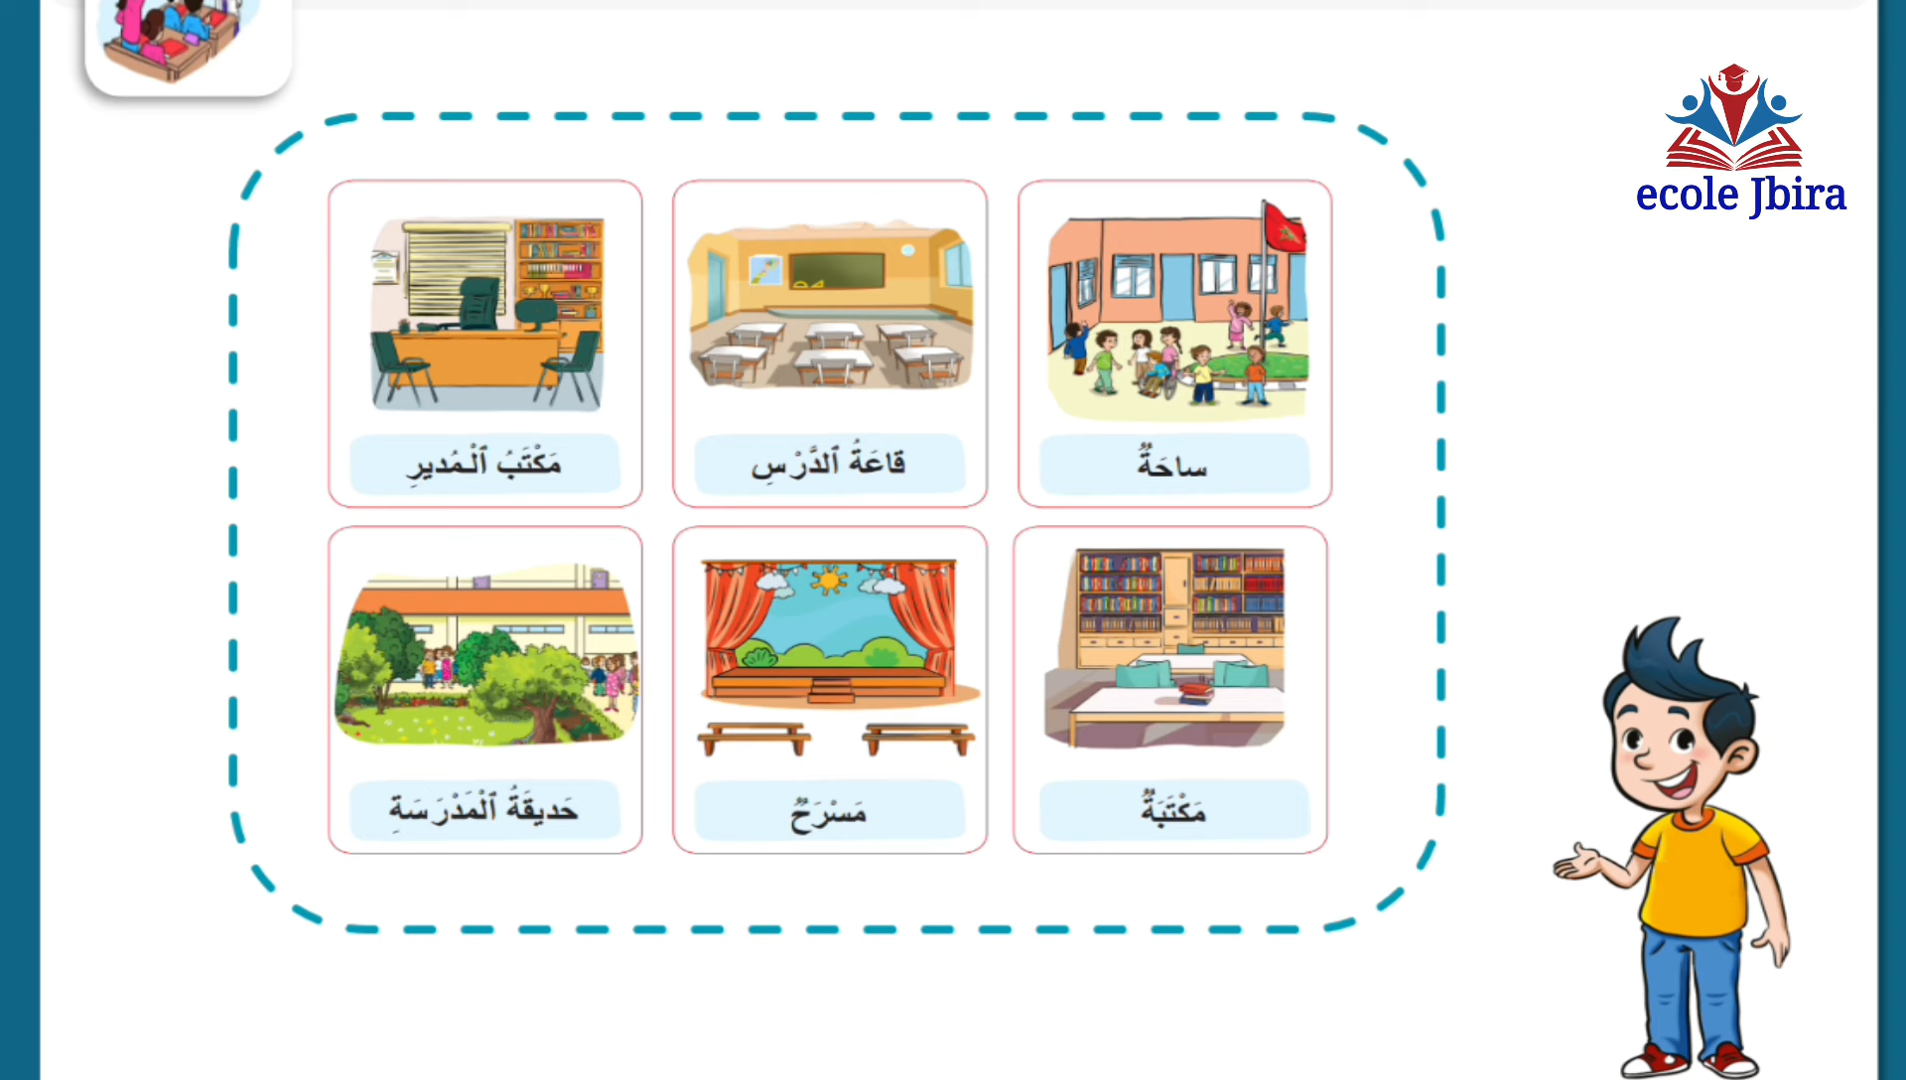 ecole Jbira
ساحَةٌ
قاعَةُ ٱلدَّرْسِ
مَكْتَبُ ٱلْمُديرِ
مَكْتَبَةٌ
مَسْرَحٌ
حَديقَةُ ٱلْمَدْرَسَةِ